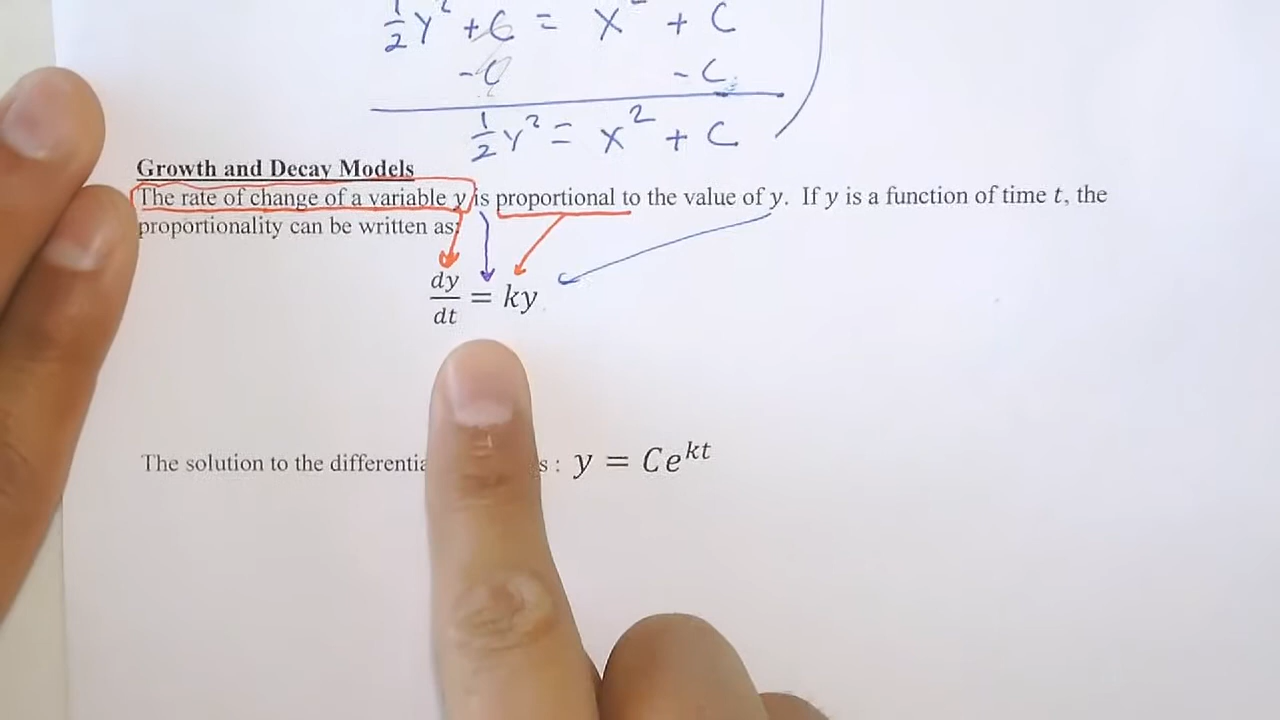 ½y² + C = x² + C
-C - C
½y² = x² + C
Growth and Decay Models
The rate of change of a variable y is proportional to the value of y. If y is a function of time t, the
proportionality can be written as:
dy/dt = ky
The solution to the differentia s : y = Ce^kt